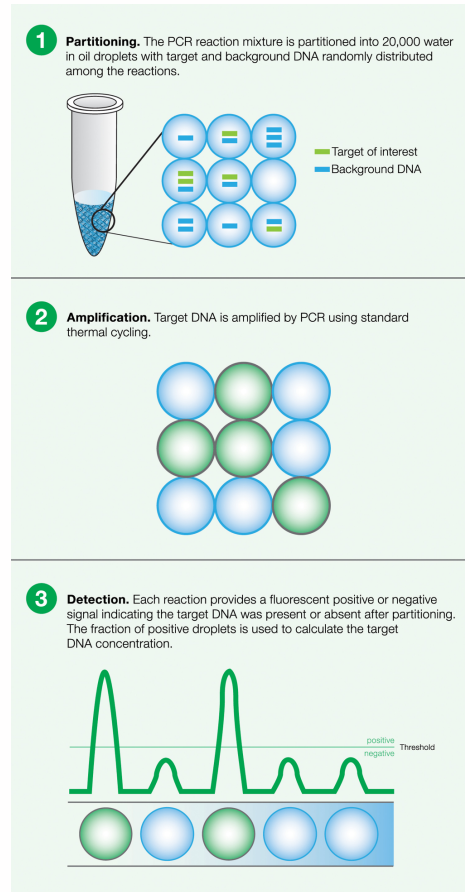 1
Partitioning. The PCR reaction mixture is partitioned into 20,000 water
in oil droplets with target and background DNA randomly distributed
among the reactions.
Target of interest
Background DNA
2
Amplification. Target DNA is amplified by PCR using standard
thermal cycling.
3
Detection. Each reaction provides a fluorescent positive or negative
signal indicating the target DNA was present or absent after partitioning.
The fraction of positive droplets is used to calculate the target
DNA concentration.
positive
negative
Threshold